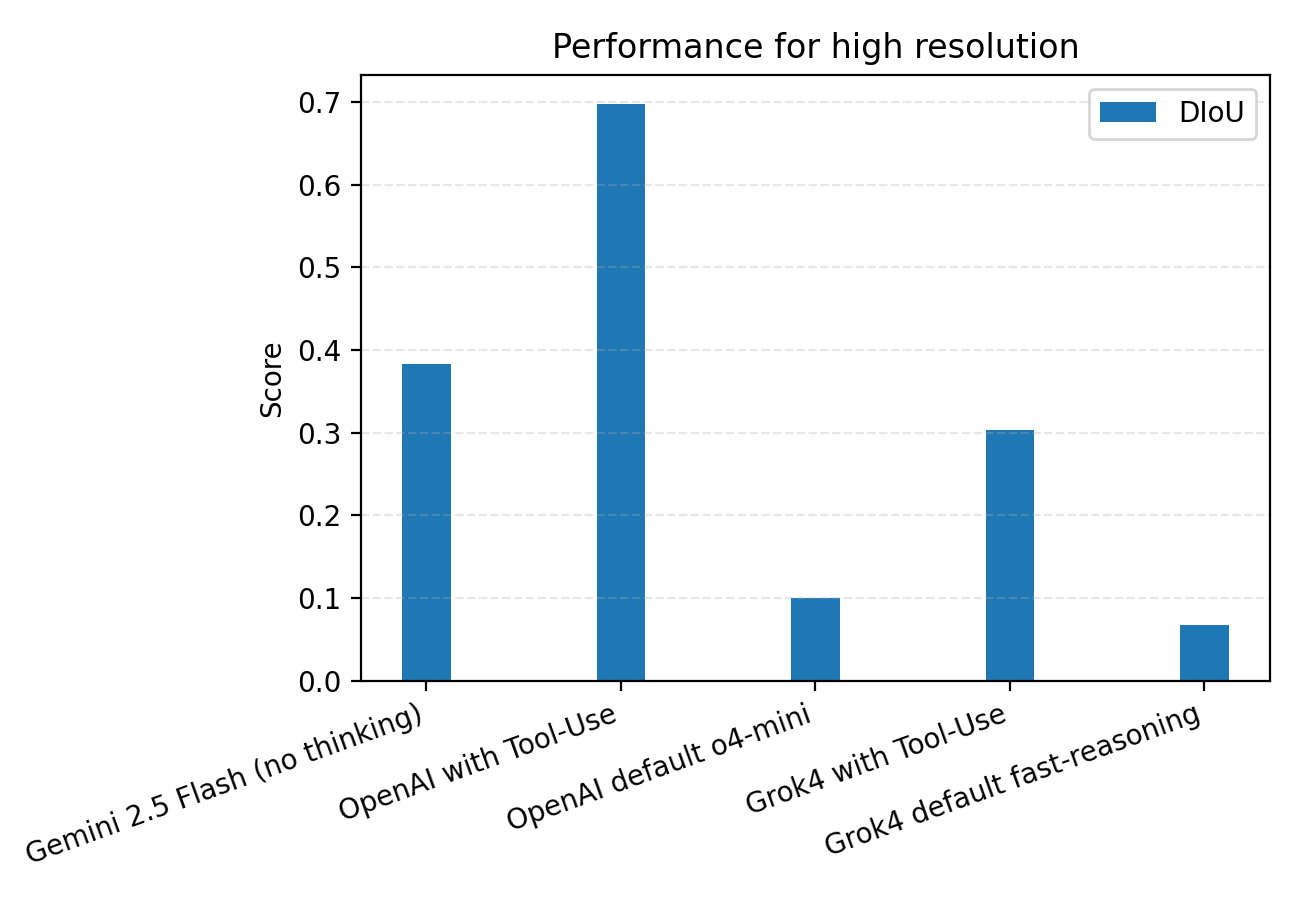 Performance for high resolution
DIoU
Score
0.7
0.6
0.5
0.4
0.3
0.2
0.1
0.0
Gemini 2.5 Flash (no thinking)
OpenAI with Tool-Use
OpenAI default o4-mini
Grok4 with Tool-Use
Grok4 default fast-reasoning